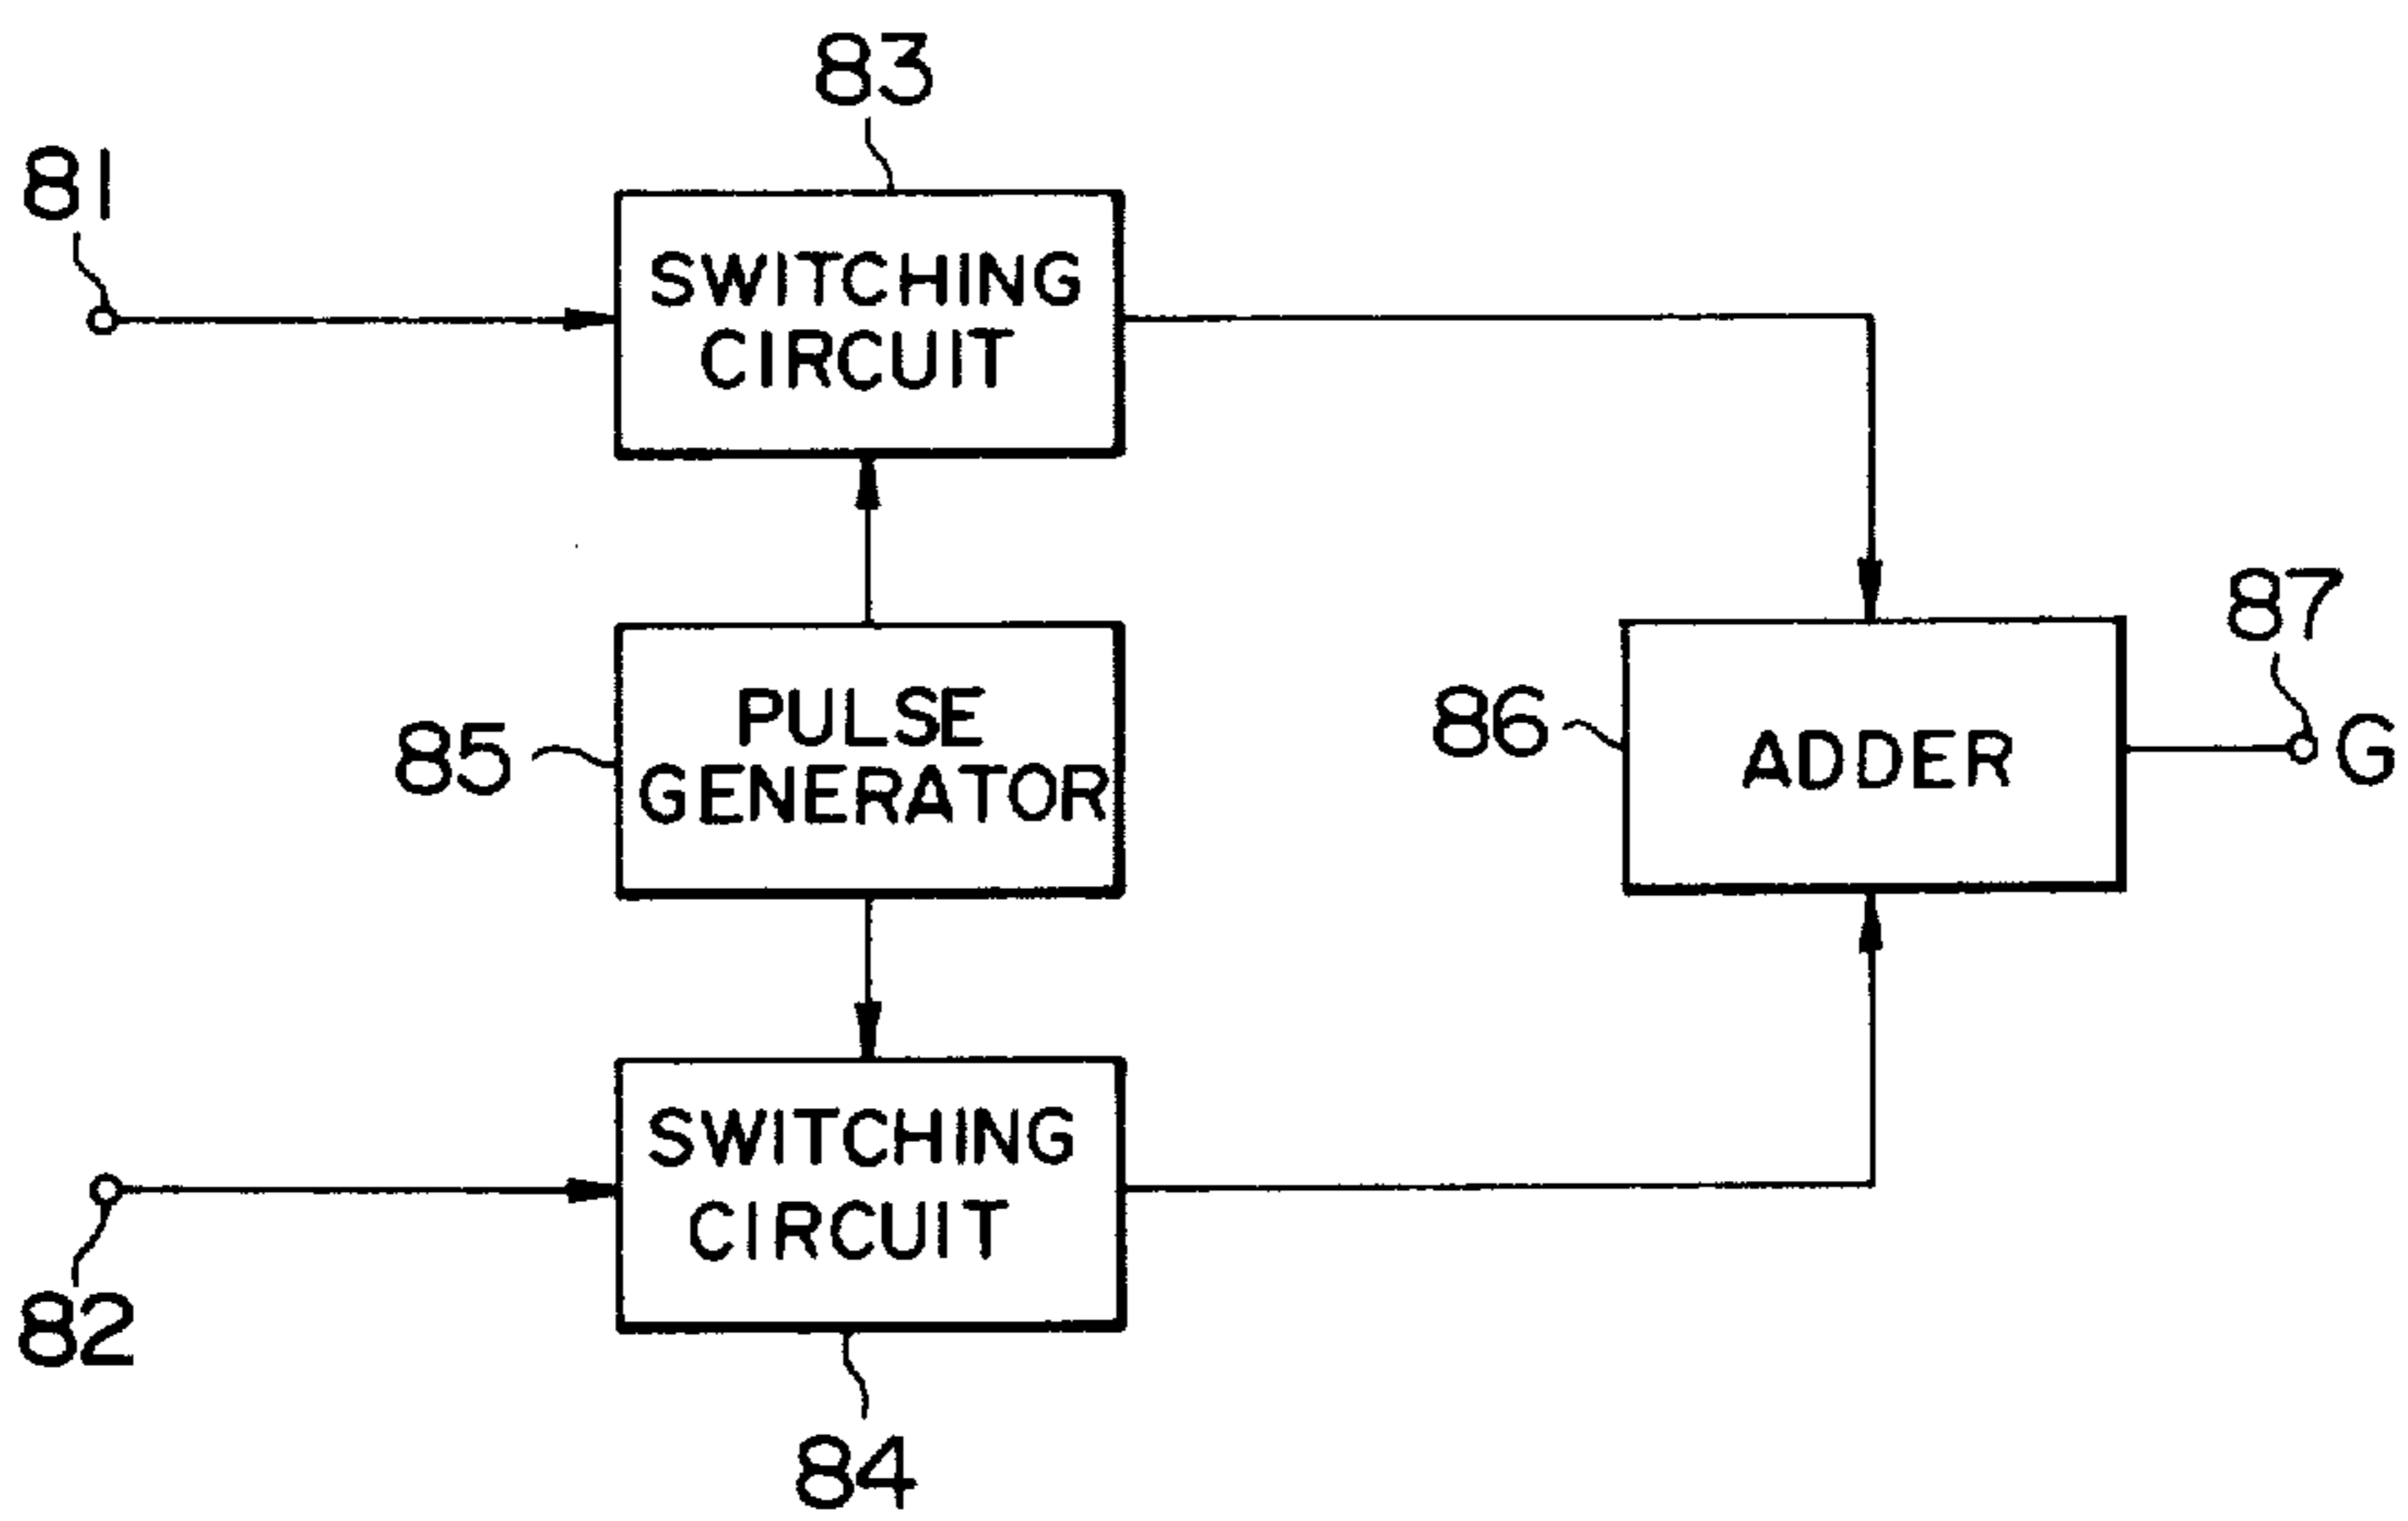 83
81
SWITCHING
CIRCUIT
87
86
ADDER
G
85
PULSE
GENERATOR
SWITCHING
CIRCUIT
82
84